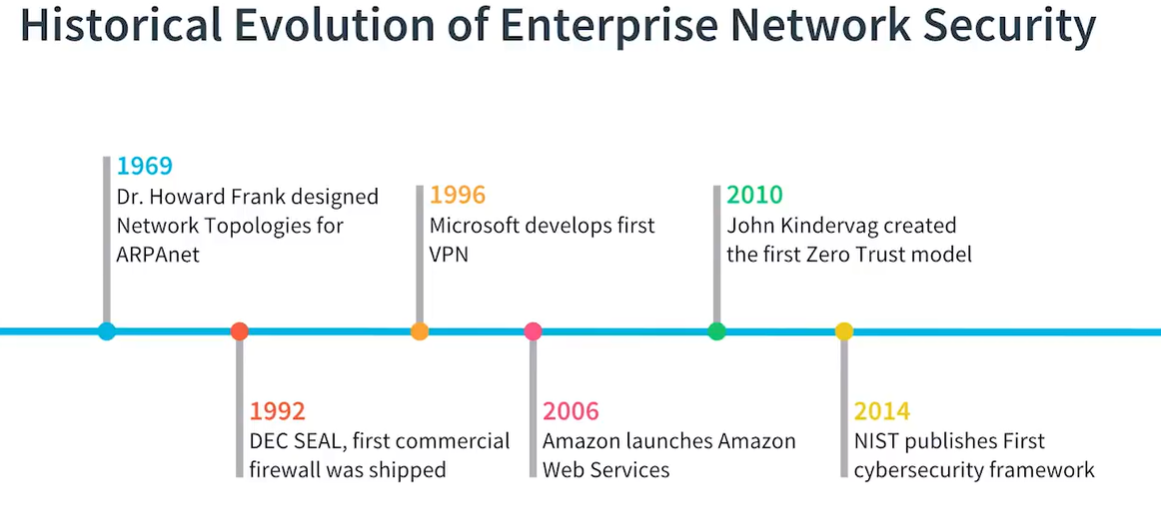 Historical Evolution of Enterprise Network Security
1969
Dr. Howard Frank designed
Network Topologies for
ARPAnet
1992
DEC SEAL, first commercial
firewall was shipped
1996
Microsoft develops first
VPN
2006
Amazon launches Amazon
Web Services
2010
John Kindervag created
the first Zero Trust model
2014
NIST publishes First
cybersecurity framework